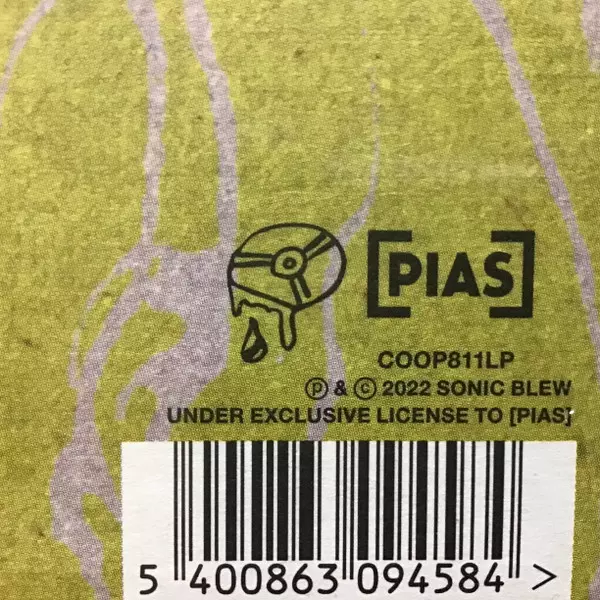 [PIAS]
COOP811LP
℗ & © 2022 SONIC BLEW
UNDER EXCLUSIVE LICENSE TO [PIAS]
5 400863 094584 >